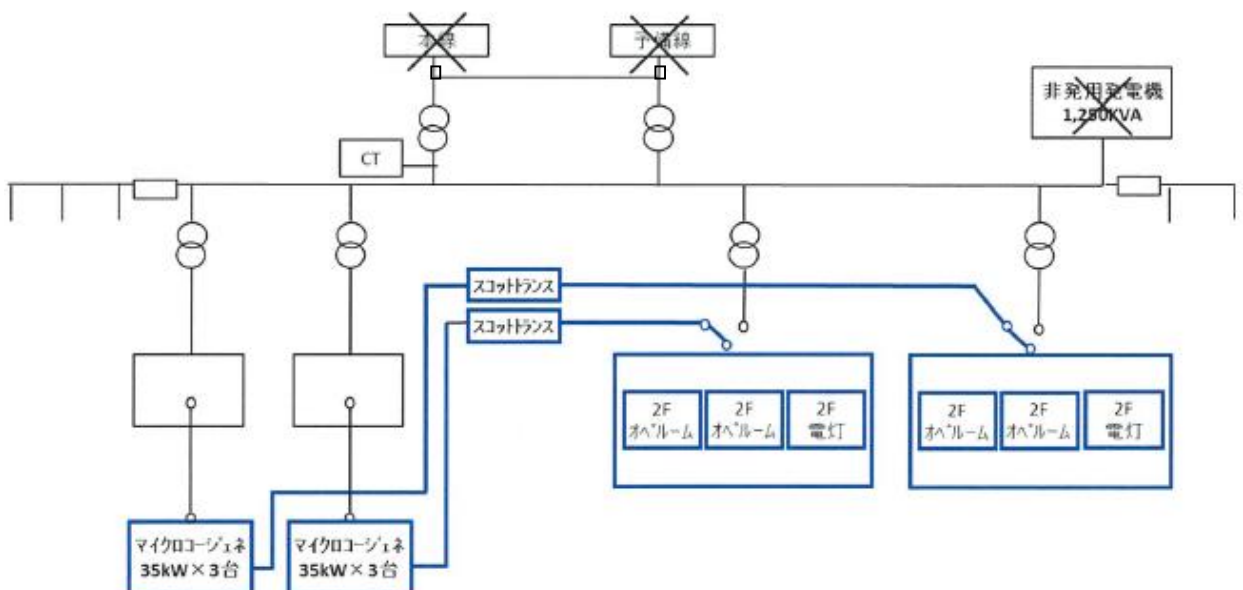 本線
予備線
非発用発電機
1,250KVA
CT
スコットトランス
スコットトランス
2F
オペルーム
2F
オペルーム
2F
電灯
2F
オペルーム
2F
オペルーム
2F
電灯
マイクロコージェネ
35kW×3台
マイクロコージェネ
35kW×3台